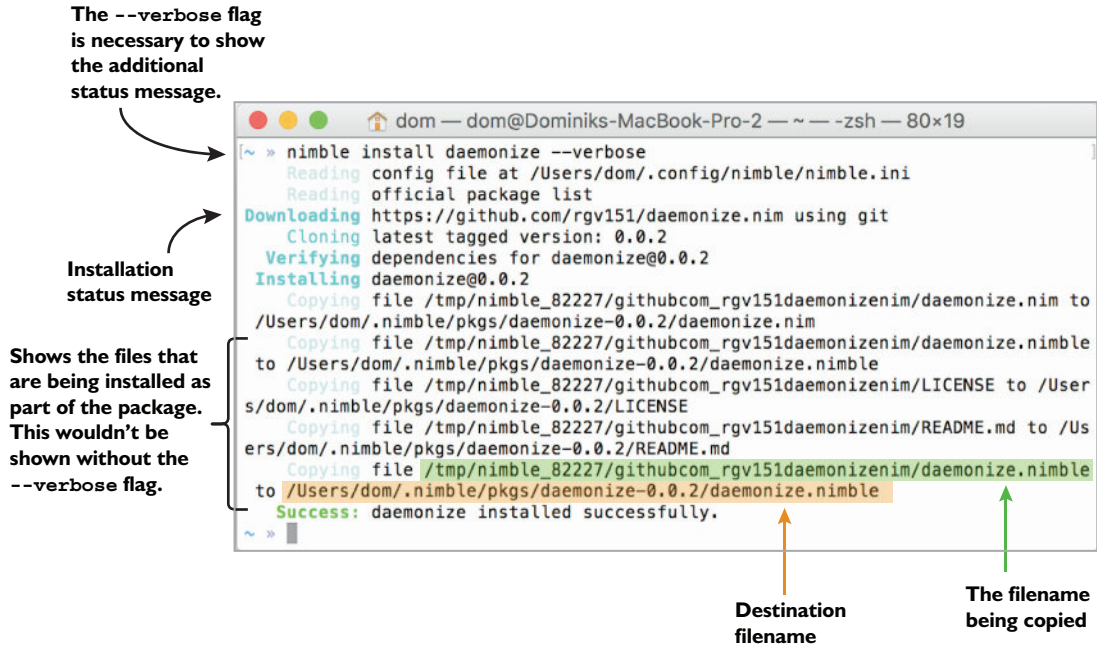 The --verbose flag
is necessary to show
the additional
status message.
dom — dom@Dominiks-MacBook-Pro-2 — ~ — -zsh — 80×19
[~ » nimble install daemonize --verbose ]
Reading config file at /Users/dom/.config/nimble/nimble.ini
Reading official package list
Downloading https://github.com/rgv151/daemonize.nim using git
Cloning latest tagged version: 0.0.2
Verifying dependencies for daemonize@0.0.2
Installing daemonize@0.0.2
Copying file /tmp/nimble_82227/githubcom_rgv151daemonizenim/daemonize.nim to
/Users/dom/.nimble/pkgs/daemonize-0.0.2/daemonize.nim
Copying file /tmp/nimble_82227/githubcom_rgv151daemonizenim/daemonize.nimble
to /Users/dom/.nimble/pkgs/daemonize-0.0.2/daemonize.nimble
Copying file /tmp/nimble_82227/githubcom_rgv151daemonizenim/LICENSE to /User
s/dom/.nimble/pkgs/daemonize-0.0.2/LICENSE
Copying file /tmp/nimble_82227/githubcom_rgv151daemonizenim/README.md to /Us
ers/dom/.nimble/pkgs/daemonize-0.0.2/README.md
Copying file /tmp/nimble_82227/githubcom_rgv151daemonizenim/daemonize.nimble
to /Users/dom/.nimble/pkgs/daemonize-0.0.2/daemonize.nimble
Success: daemonize installed successfully.
~ »
Installation
status message
Shows the files that
are being installed as
part of the package.
This wouldn't be
shown without the
--verbose flag.
Destination
filename
The filename
being copied